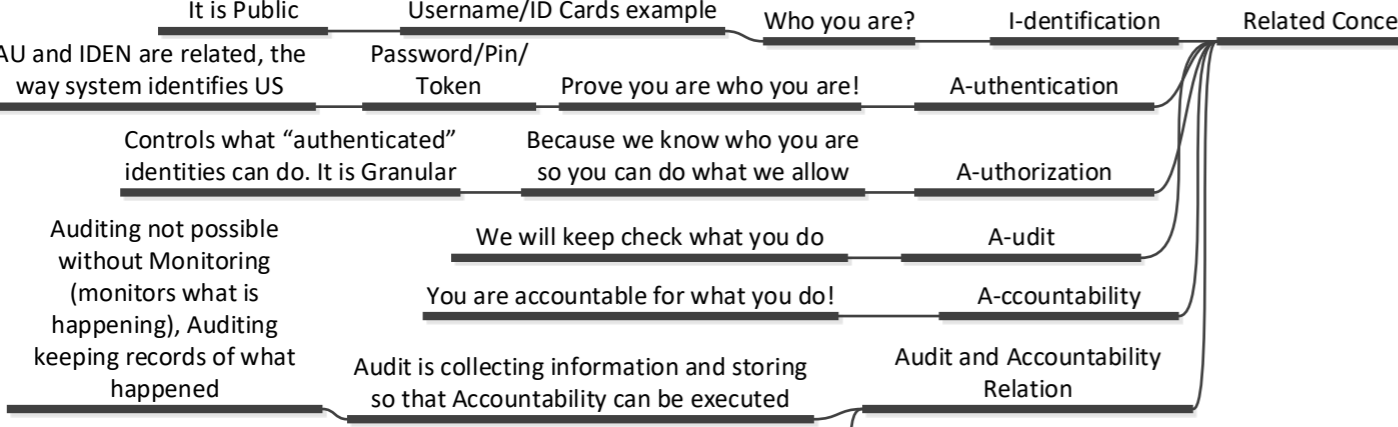 It is Public
Username/ID Cards example
Who you are?
I-dentification
Related
AU and IDEN are related, the
way system identifies US
Password/Pin/
Token
Prove you are who you are!
A-uthentication
Controls what “authenticated”
identities can do. It is Granular
Because we know who you are
so you can do what we allow
A-uthorization
We will keep check what you do
A-udit
You are accountable for what you do!
A-ccountability
Auditing not possible
without Monitoring
(monitors what is
happening), Auditing
keeping records of what
happened
Audit is collecting information and storing
so that Accountability can be executed
Audit and Accountability
Relation